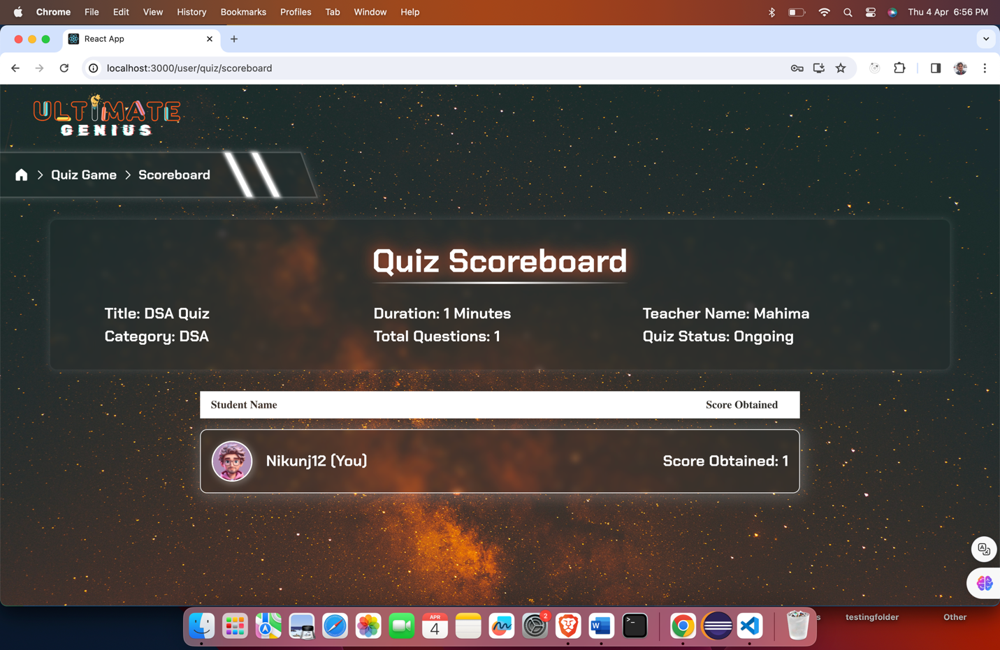 Chrome File Edit View History Bookmarks Profiles Tab Window Help Thu 4 Apr 6:56 PM
React App
localhost:3000/user/quiz/scoreboard
ULTIMATE
GENIUS
Quiz Game Scoreboard
Quiz Scoreboard
Title: DSA Quiz Duration: 1 Minutes Teacher Name: Mahima
Category: DSA Total Questions: 1 Quiz Status: Ongoing
Student Name Score Obtained
Nikunj12 (You) Score Obtained: 1
APR
4
2
W
>_
testingfolder Other